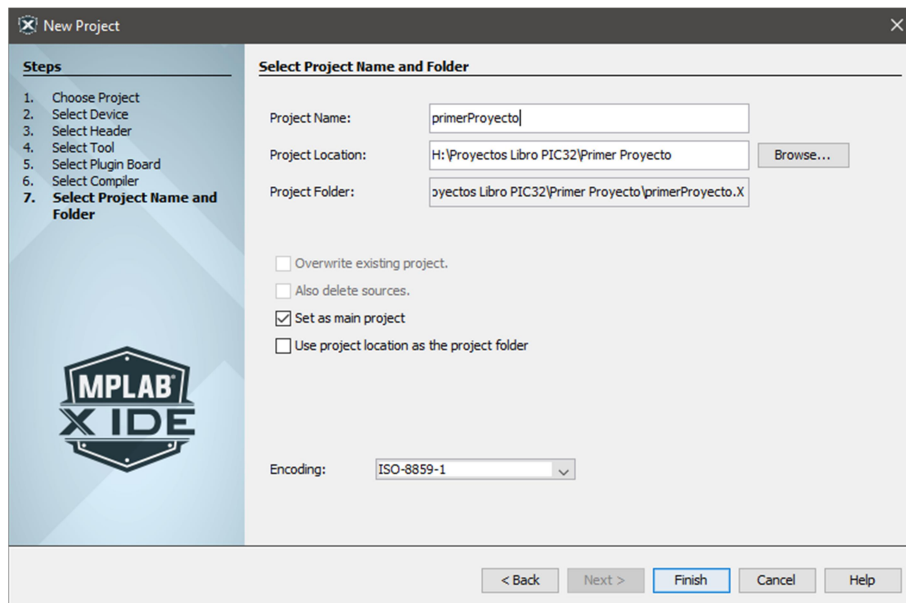 New Project
Steps
1. Choose Project
2. Select Device
3. Select Header
4. Select Tool
5. Select Plugin Board
6. Select Compiler
7. Select Project Name and
Folder
MPLAB
X IDE
Select Project Name and Folder
Project Name: primerProyecto
Project Location: H:\Proyectos Libro PIC32\Primer Proyecto Browse...
Project Folder: oyectos Libro PIC32\Primer Proyecto\primerProyecto.X
Overwrite existing project.
Also delete sources.
Set as main project
Use project location as the project folder
Encoding: ISO-8859-1
< Back Next > Finish Cancel Help